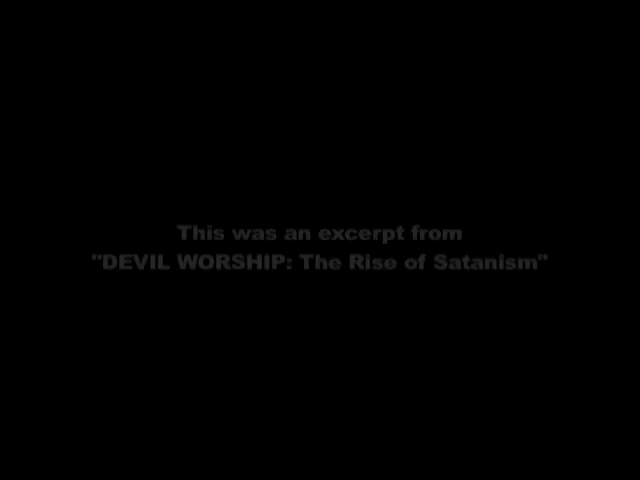 This was an excerpt from
"DEVIL WORSHIP: The Rise of Satanism"